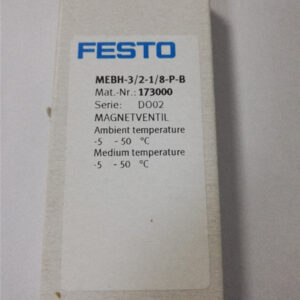 FESTO
MEBH-3/2-1/8-P-B
Mat.-Nr.: 173000
Serie: DO02
MAGNETVENTIL
Ambient temperature
-5 - 50 °C
Medium temperature
-5 - 50 °C